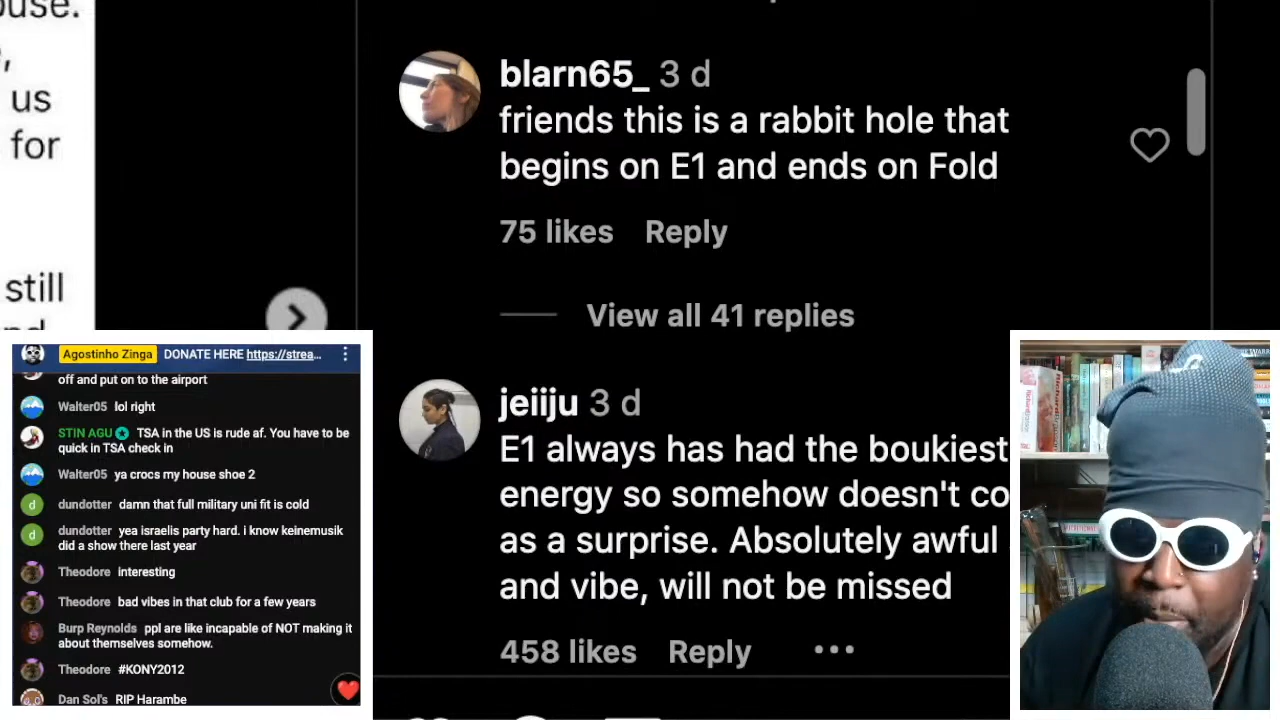 ouse.
us
for
still
blarn65_ 3 d
friends this is a rabbit hole that
begins on E1 and ends on Fold
75 likes Reply
View all 41 replies
jeiiju 3 d
E1 always has had the boukiest
energy so somehow doesn't co
as a surprise. Absolutely awful
and vibe, will not be missed
458 likes Reply
Agostinho Zinga DONATE HERE https://strea...
off and put on to the airport
Walter05 lol right
STIN AGU TSA in the US is rude af. You have to be
quick in TSA check in
Walter05 ya crocs my house shoe 2
dundotter damn that full military uni fit is cold
dundotter yea israelis party hard. i know keinemusik
did a show there last year
Theodore interesting
Theodore bad vibes in that club for a few years
Burp Reynolds ppl are like incapable of NOT making it
about themselves somehow.
Theodore #KONY2012
Dan Sol's RIP Harambe